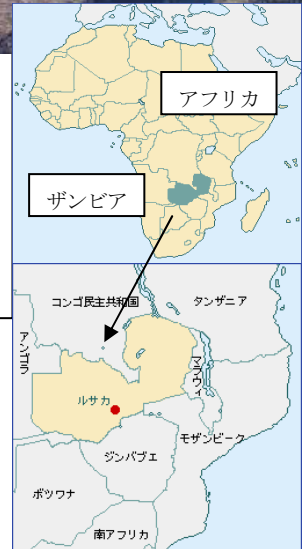 アフリカ
ザンビア
コンゴ民主共和国
タンザニア
アンゴラ
マラウィ
ルサカ
モザンビーク
ジンバブエ
ボツワナ
南アフリカ